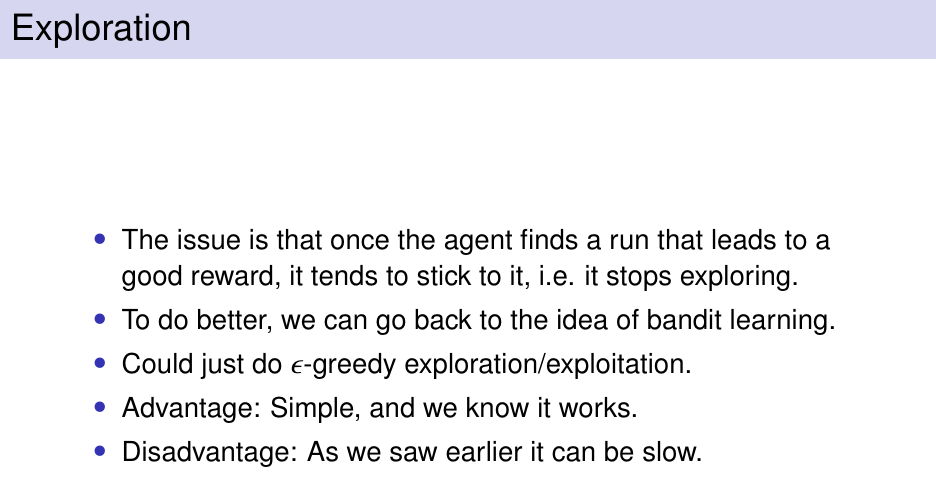 Exploration
• The issue is that once the agent finds a run that leads to a
good reward, it tends to stick to it, i.e. it stops exploring.
• To do better, we can go back to the idea of bandit learning.
• Could just do ϵ-greedy exploration/exploitation.
• Advantage: Simple, and we know it works.
• Disadvantage: As we saw earlier it can be slow.